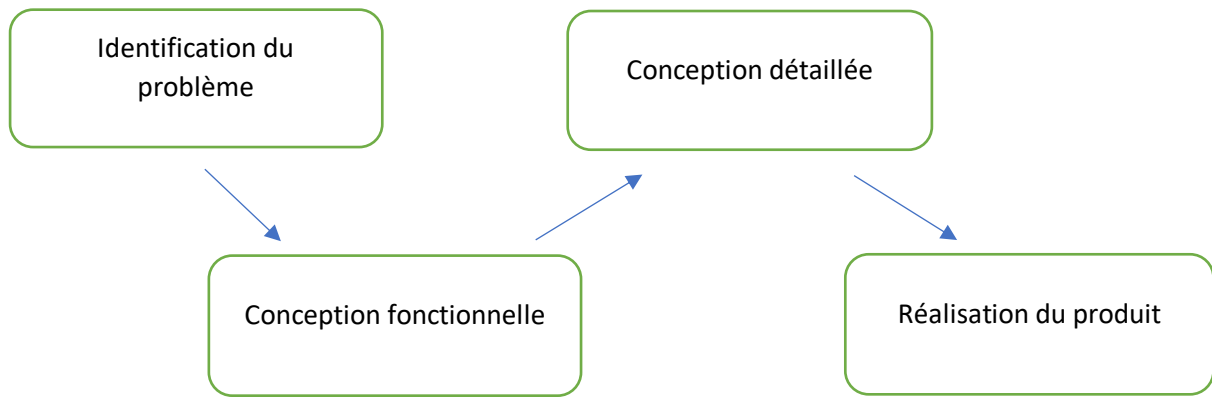 Identification du
problème
Conception fonctionnelle
Conception détaillée
Réalisation du produit